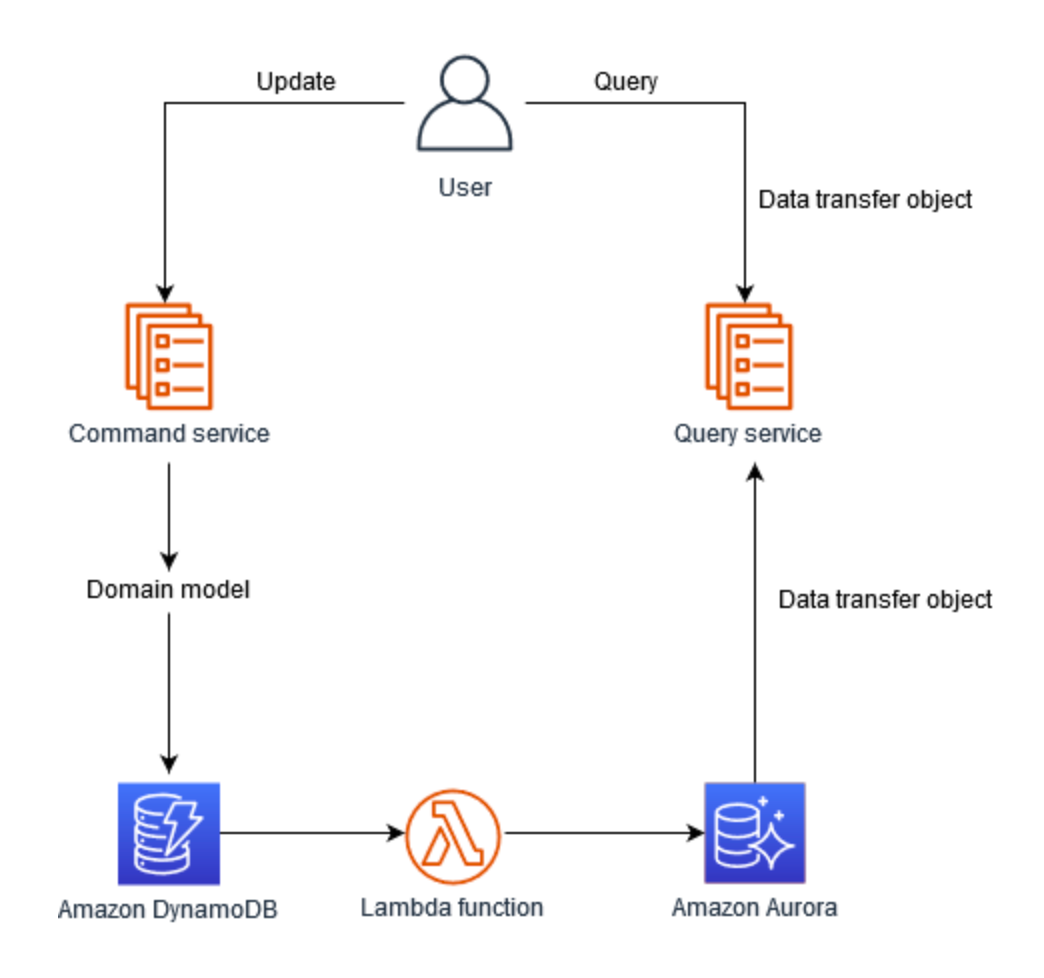 Update
Query
User
Data transfer object
Command service
Query service
Domain model
Data transfer object
Amazon DynamoDB
Lambda function
Amazon Aurora